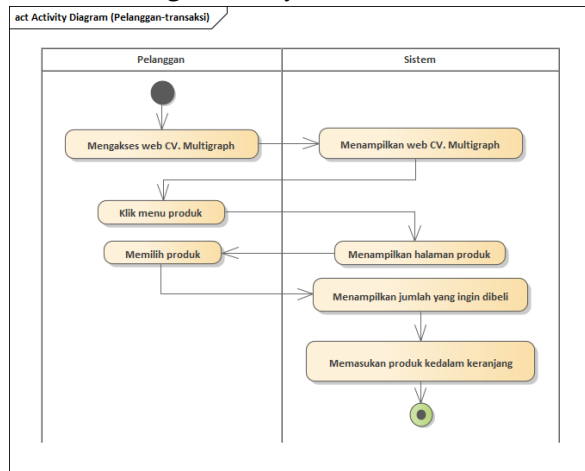 act Activity Diagram (Pelanggan-transaksi)
Pelanggan
Sistem
Mengakses web CV. Multigraph
Menampilkan web CV. Multigraph
Klik menu produk
Menampilkan halaman produk
Memilih produk
Menampilkan jumlah yang ingin dibeli
Memasukan produk kedalam keranjang